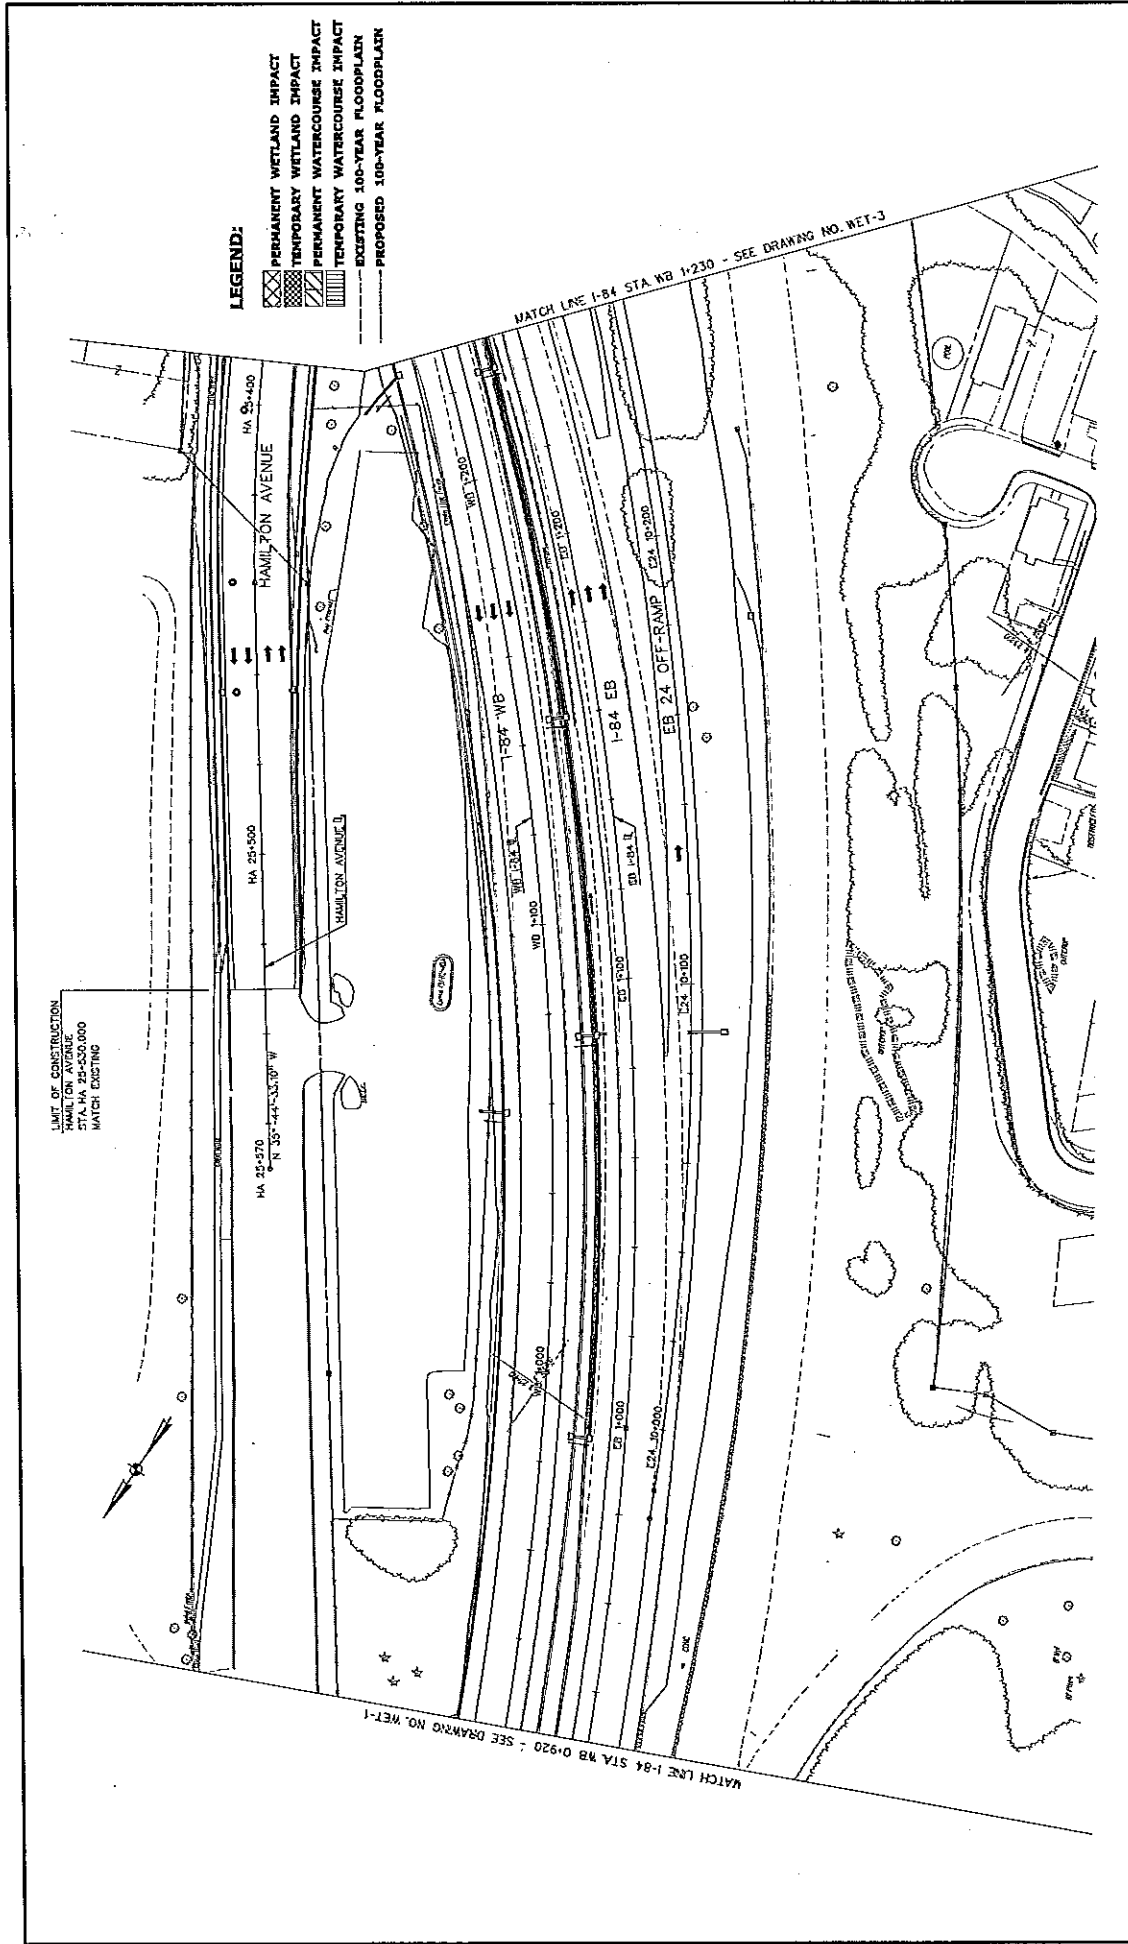 LEGEND:
PERMANENT WETLAND IMPACT
TEMPORARY WETLAND IMPACT
PERMANENT WATERCOURSE IMPACT
TEMPORARY WATERCOURSE IMPACT
EXISTING 100-YEAR FLOODPLAIN
PROPOSED 100-YEAR FLOODPLAIN
MATCH LINE I-84 STA. WB 1+230 - SEE DRAWING NO. WET-3
HA 25+400
HAMILTON AVENUE
HA 25+500
HAMILTON AVENUE ℄
LIMIT OF CONSTRUCTION
HAMILTON AVENUE
STA. HA 25+530.000
MATCH EXISTING
HA 25+570
N 35°-44'-33.10" W
WB 1+200
I-84 WB
WB I-84 ℄
WB 1+100
WB 1+000
EB 1+200
I-84 EB
EB I-84 ℄
EB 1+100
EB 1+000
E24 10+200
EB 24 OFF-RAMP
E24 10+100
E24 10+000
POOL
OUTCROP
OUTCROP
CONC
MATCH LINE I-84 STA. WB 0+920 - SEE DRAWING NO. WET-1